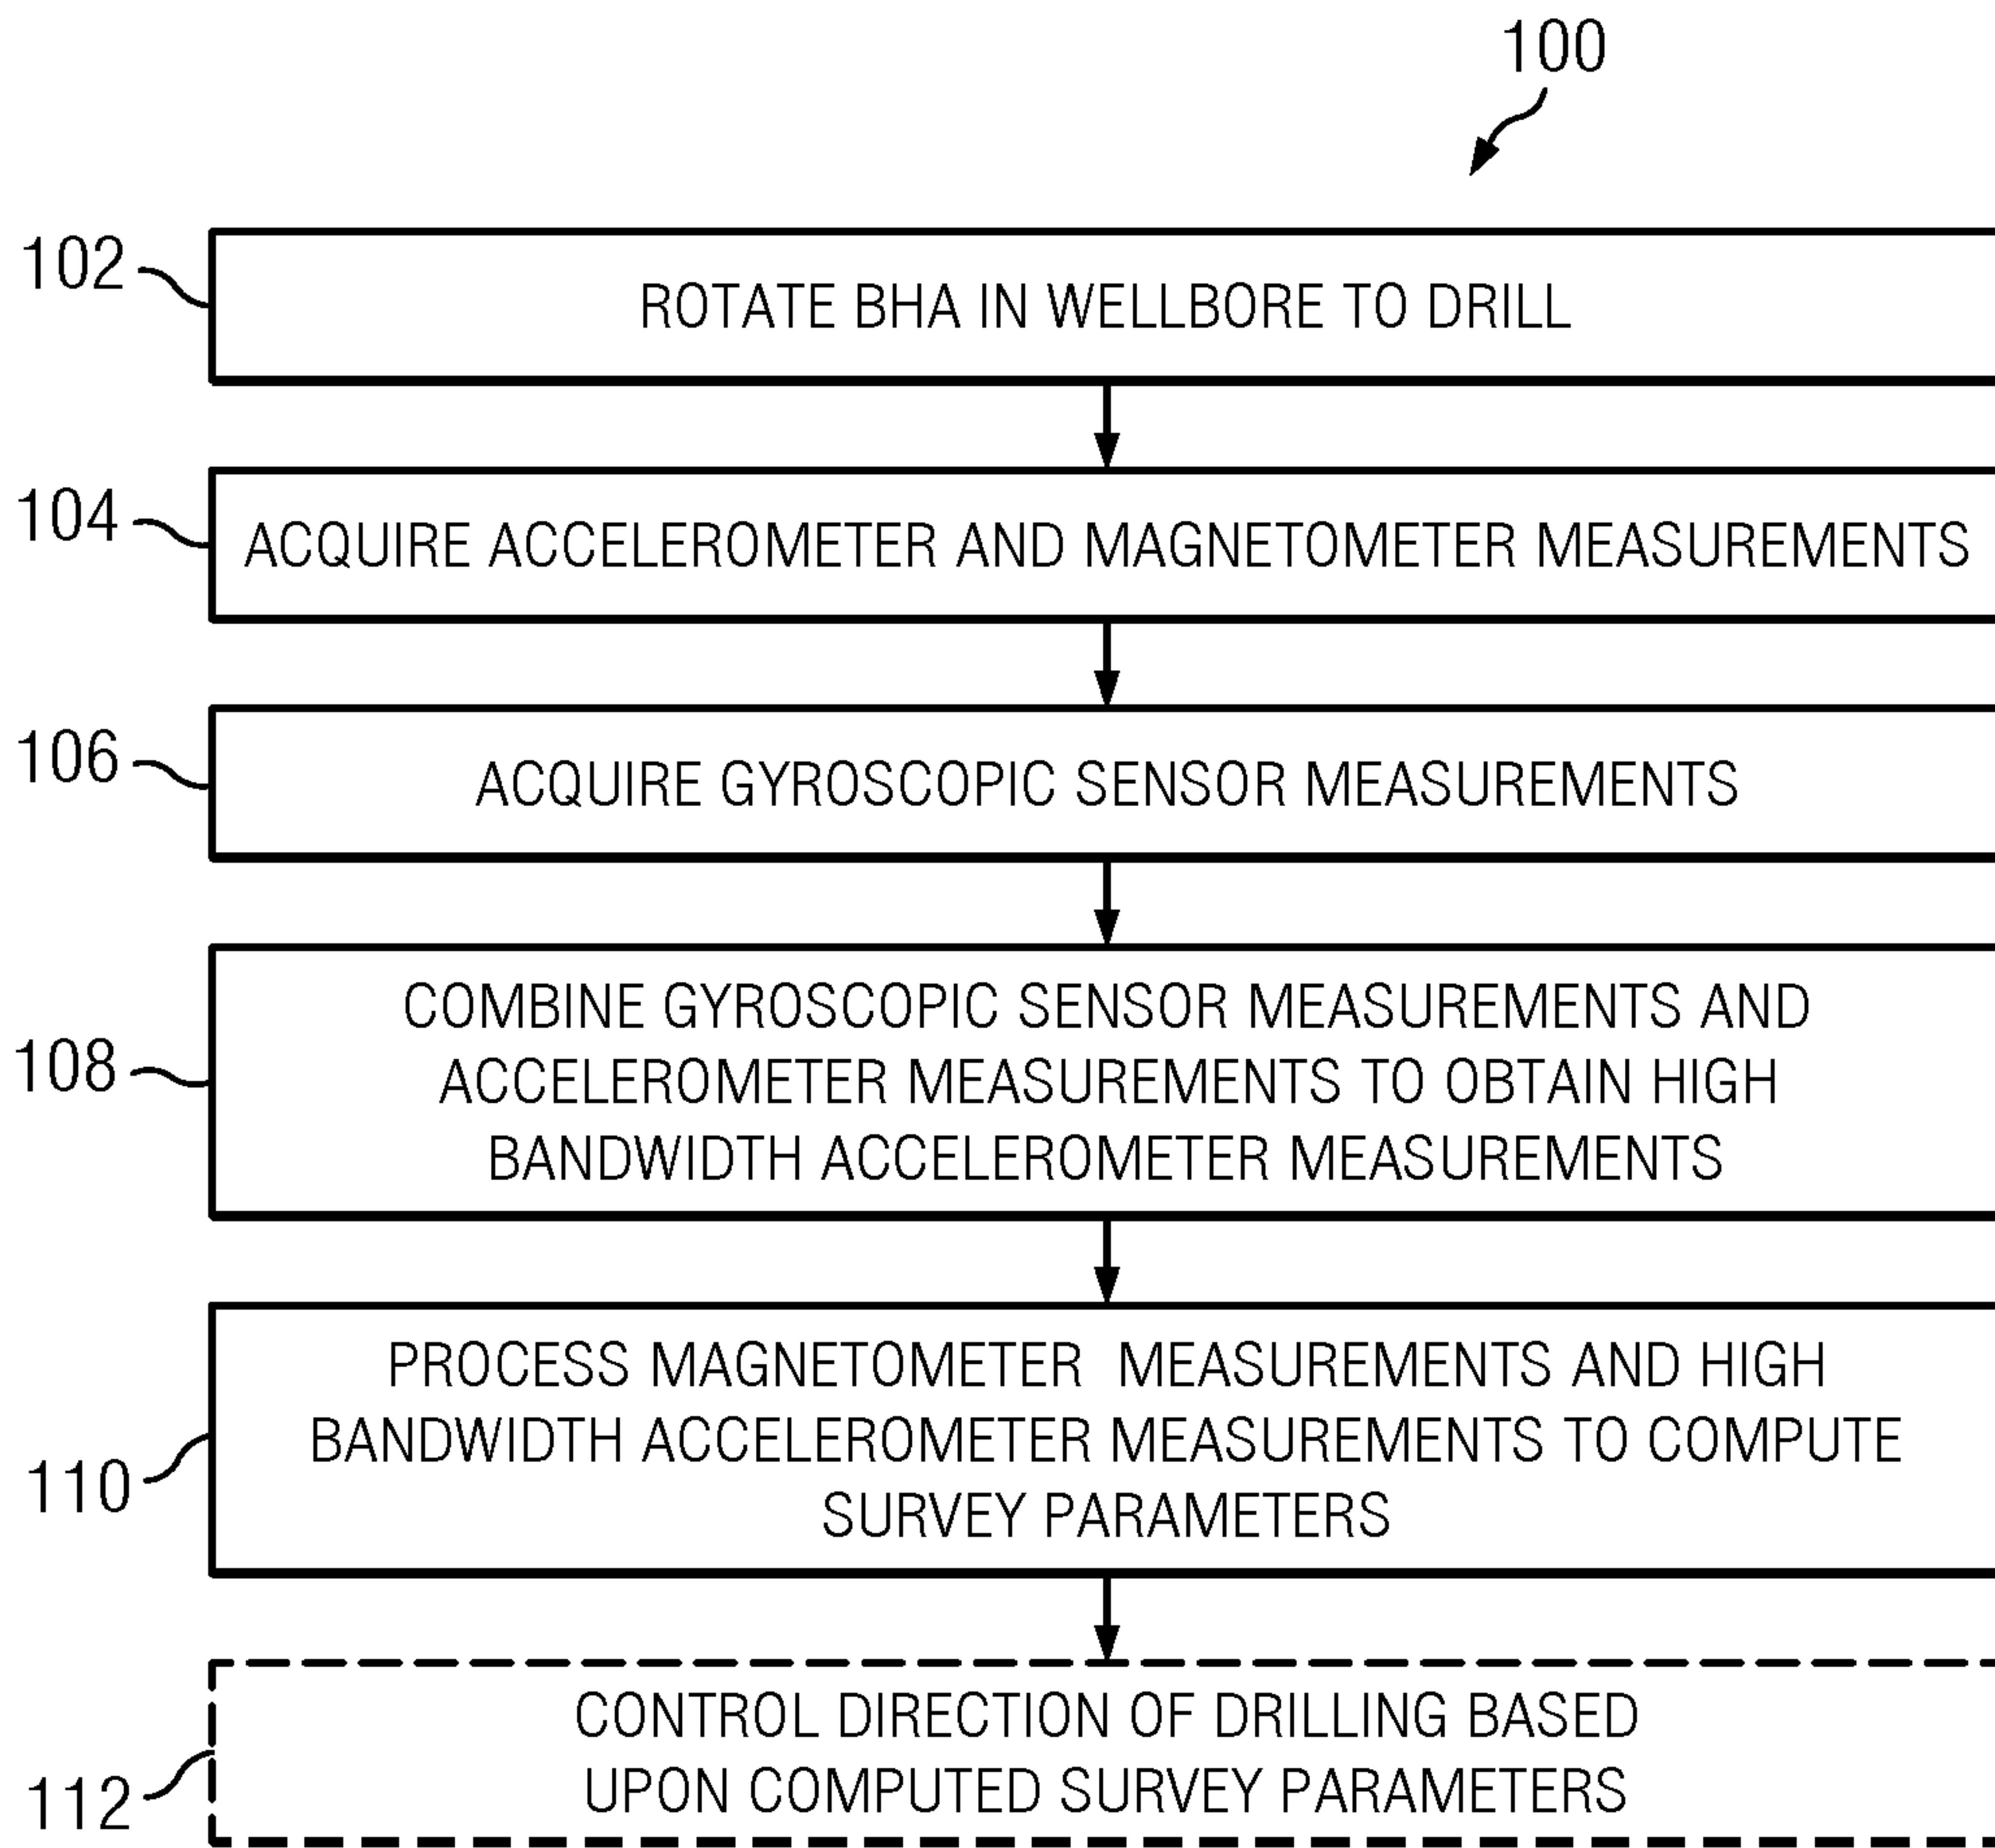 100
102
ROTATE BHA IN WELLBORE TO DRILL
104
ACQUIRE ACCELEROMETER AND MAGNETOMETER MEASUREMENTS
106
ACQUIRE GYROSCOPIC SENSOR MEASUREMENTS
108
COMBINE GYROSCOPIC SENSOR MEASUREMENTS AND
ACCELEROMETER MEASUREMENTS TO OBTAIN HIGH
BANDWIDTH ACCELEROMETER MEASUREMENTS
110
PROCESS MAGNETOMETER MEASUREMENTS AND HIGH
BANDWIDTH ACCELEROMETER MEASUREMENTS TO COMPUTE
SURVEY PARAMETERS
112
CONTROL DIRECTION OF DRILLING BASED
UPON COMPUTED SURVEY PARAMETERS